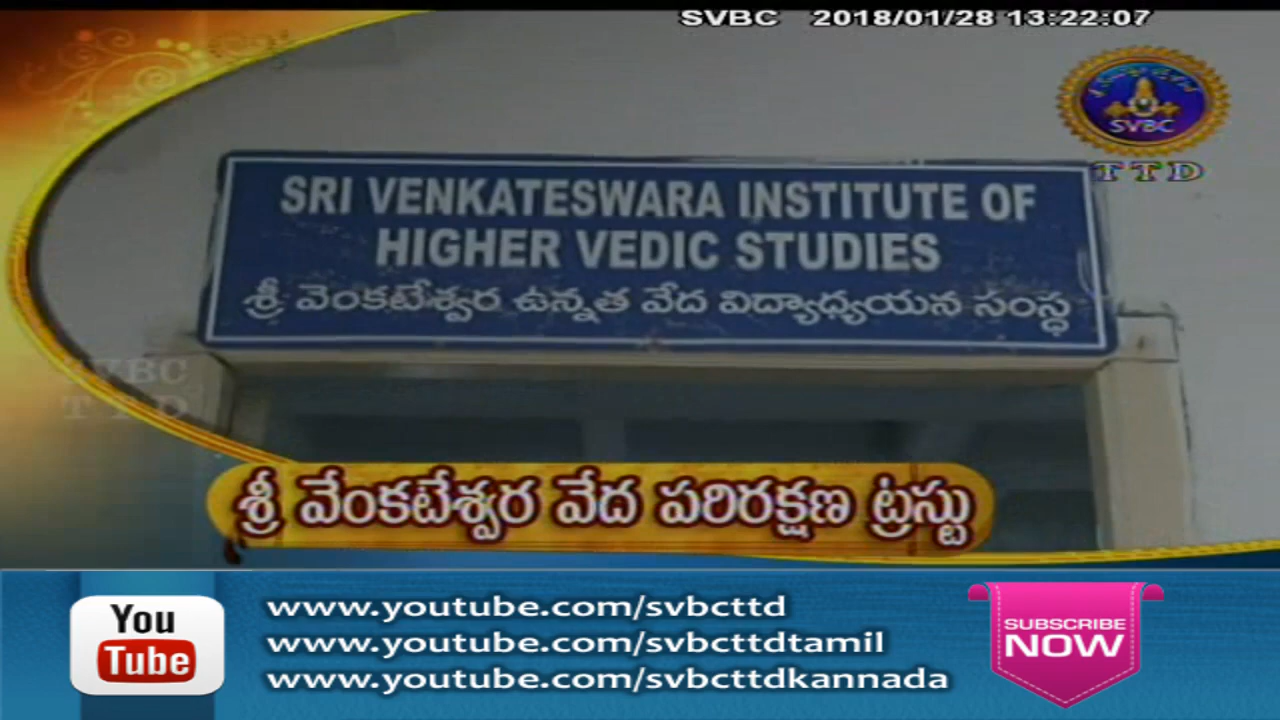 SVBC 2018/01/28 13:22:07
SVBC
TTD
SRI VENKATESWARA INSTITUTE OF
HIGHER VEDIC STUDIES
శ్రీ వెంకటేశ్వర ఉన్నత వేద విద్యాధ్యయన సంస్థ
SVBC
TTD
శ్రీ వేంకటేశ్వర వేద పరిరక్షణ ట్రస్టు
You
Tube
www.youtube.com/svbcttd
www.youtube.com/svbcttdtamil
www.youtube.com/svbcttdkannada
SUBSCRIBE
NOW